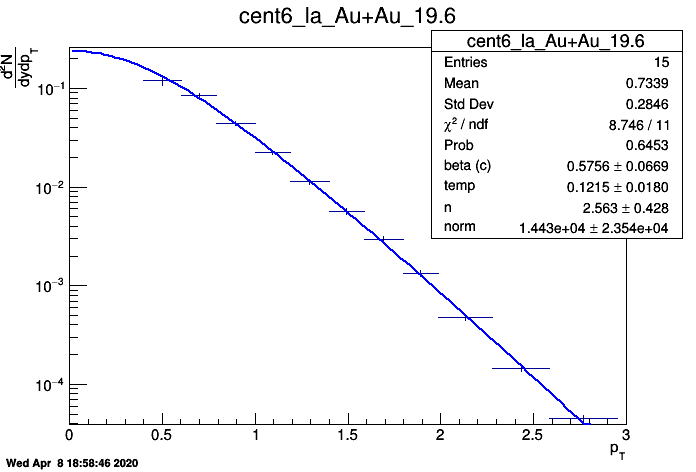 cent6_la_Au+Au_19.6
cent6_la_Au+Au_19.6
Entries 15
Mean 0.7339
Std Dev 0.2846
χ² / ndf 8.746 / 11
Prob 0.6453
beta (c) 0.5756 ± 0.0669
temp 0.1215 ± 0.0180
n 2.563 ± 0.428
norm 1.443e+04 ± 2.354e+04
d²N
dydp_T
10⁻¹
10⁻²
10⁻³
10⁻⁴
0 0.5 1 1.5 2 2.5 3
p_T
Wed Apr 8 18:58:46 2020